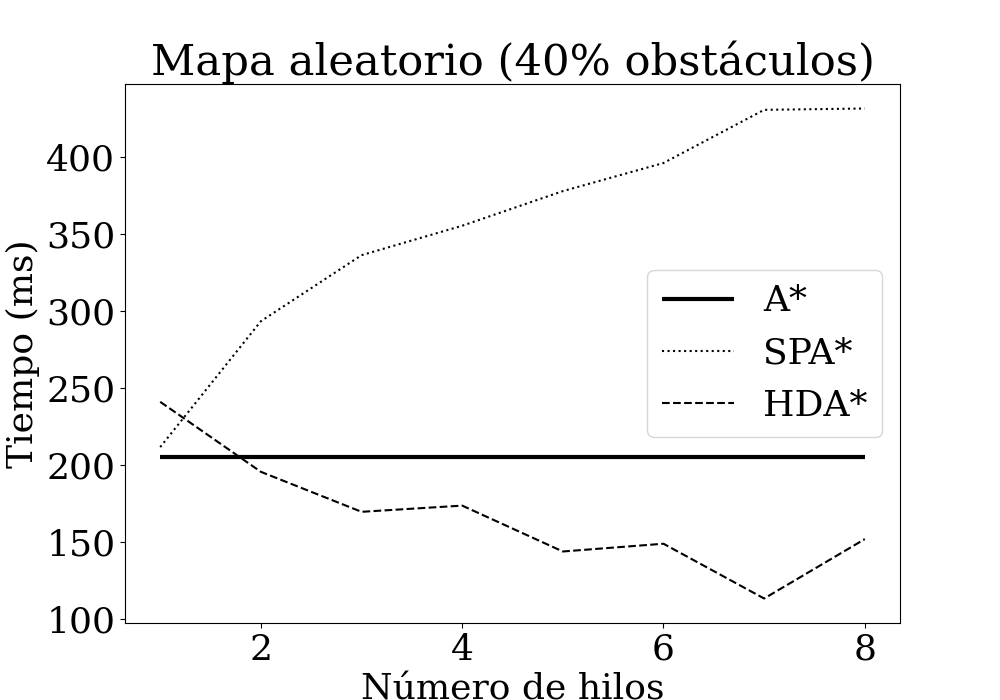 Mapa aleatorio (40% obstáculos)
Tiempo (ms)
400
350
300
250
200
150
100
A*
SPA*
HDA*
2 4 6 8
Número de hilos